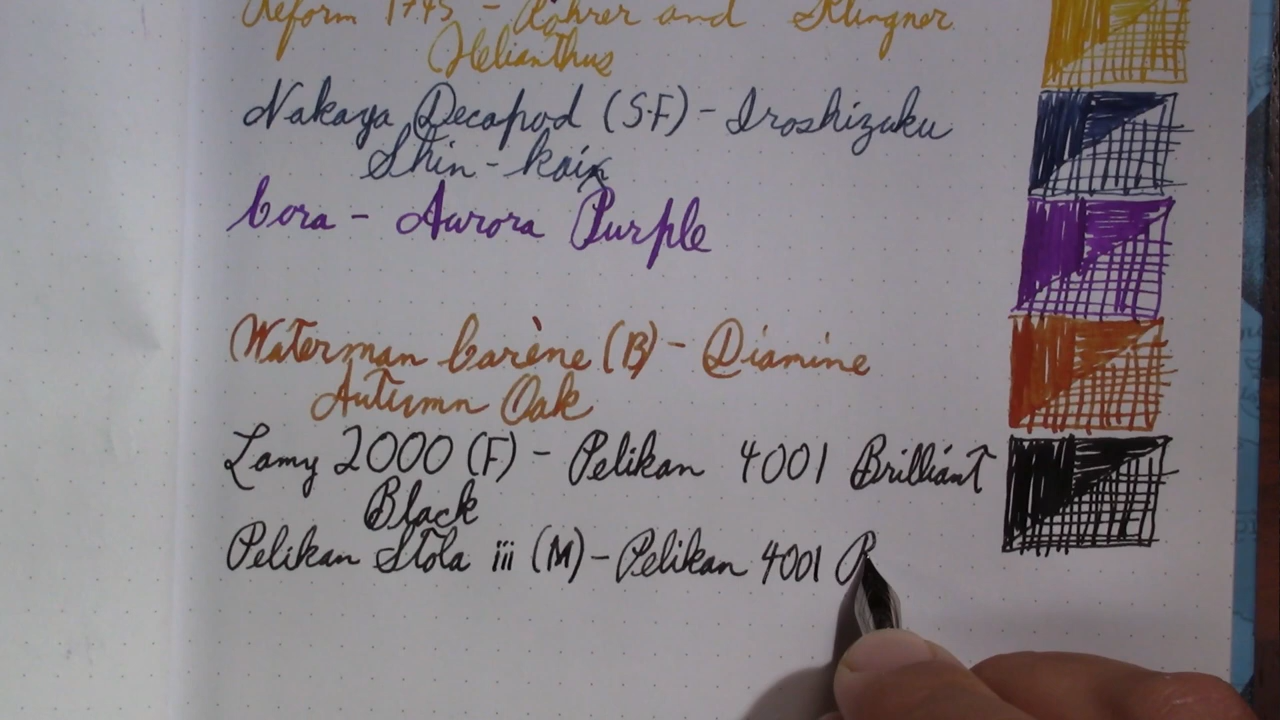 Reform 1745 - Rohrer and Klingner
Helianthus
Nakaya Decapod (S.F) - Iroshizuku
Shin-kai
Cora - Aurora Purple
Waterman Carène (B) - Diamine
Autumn Oak
Lamy 2000 (F) - Pelikan 4001 Brilliant
Black
Pelikan Stola iii (M) - Pelikan 4001 B